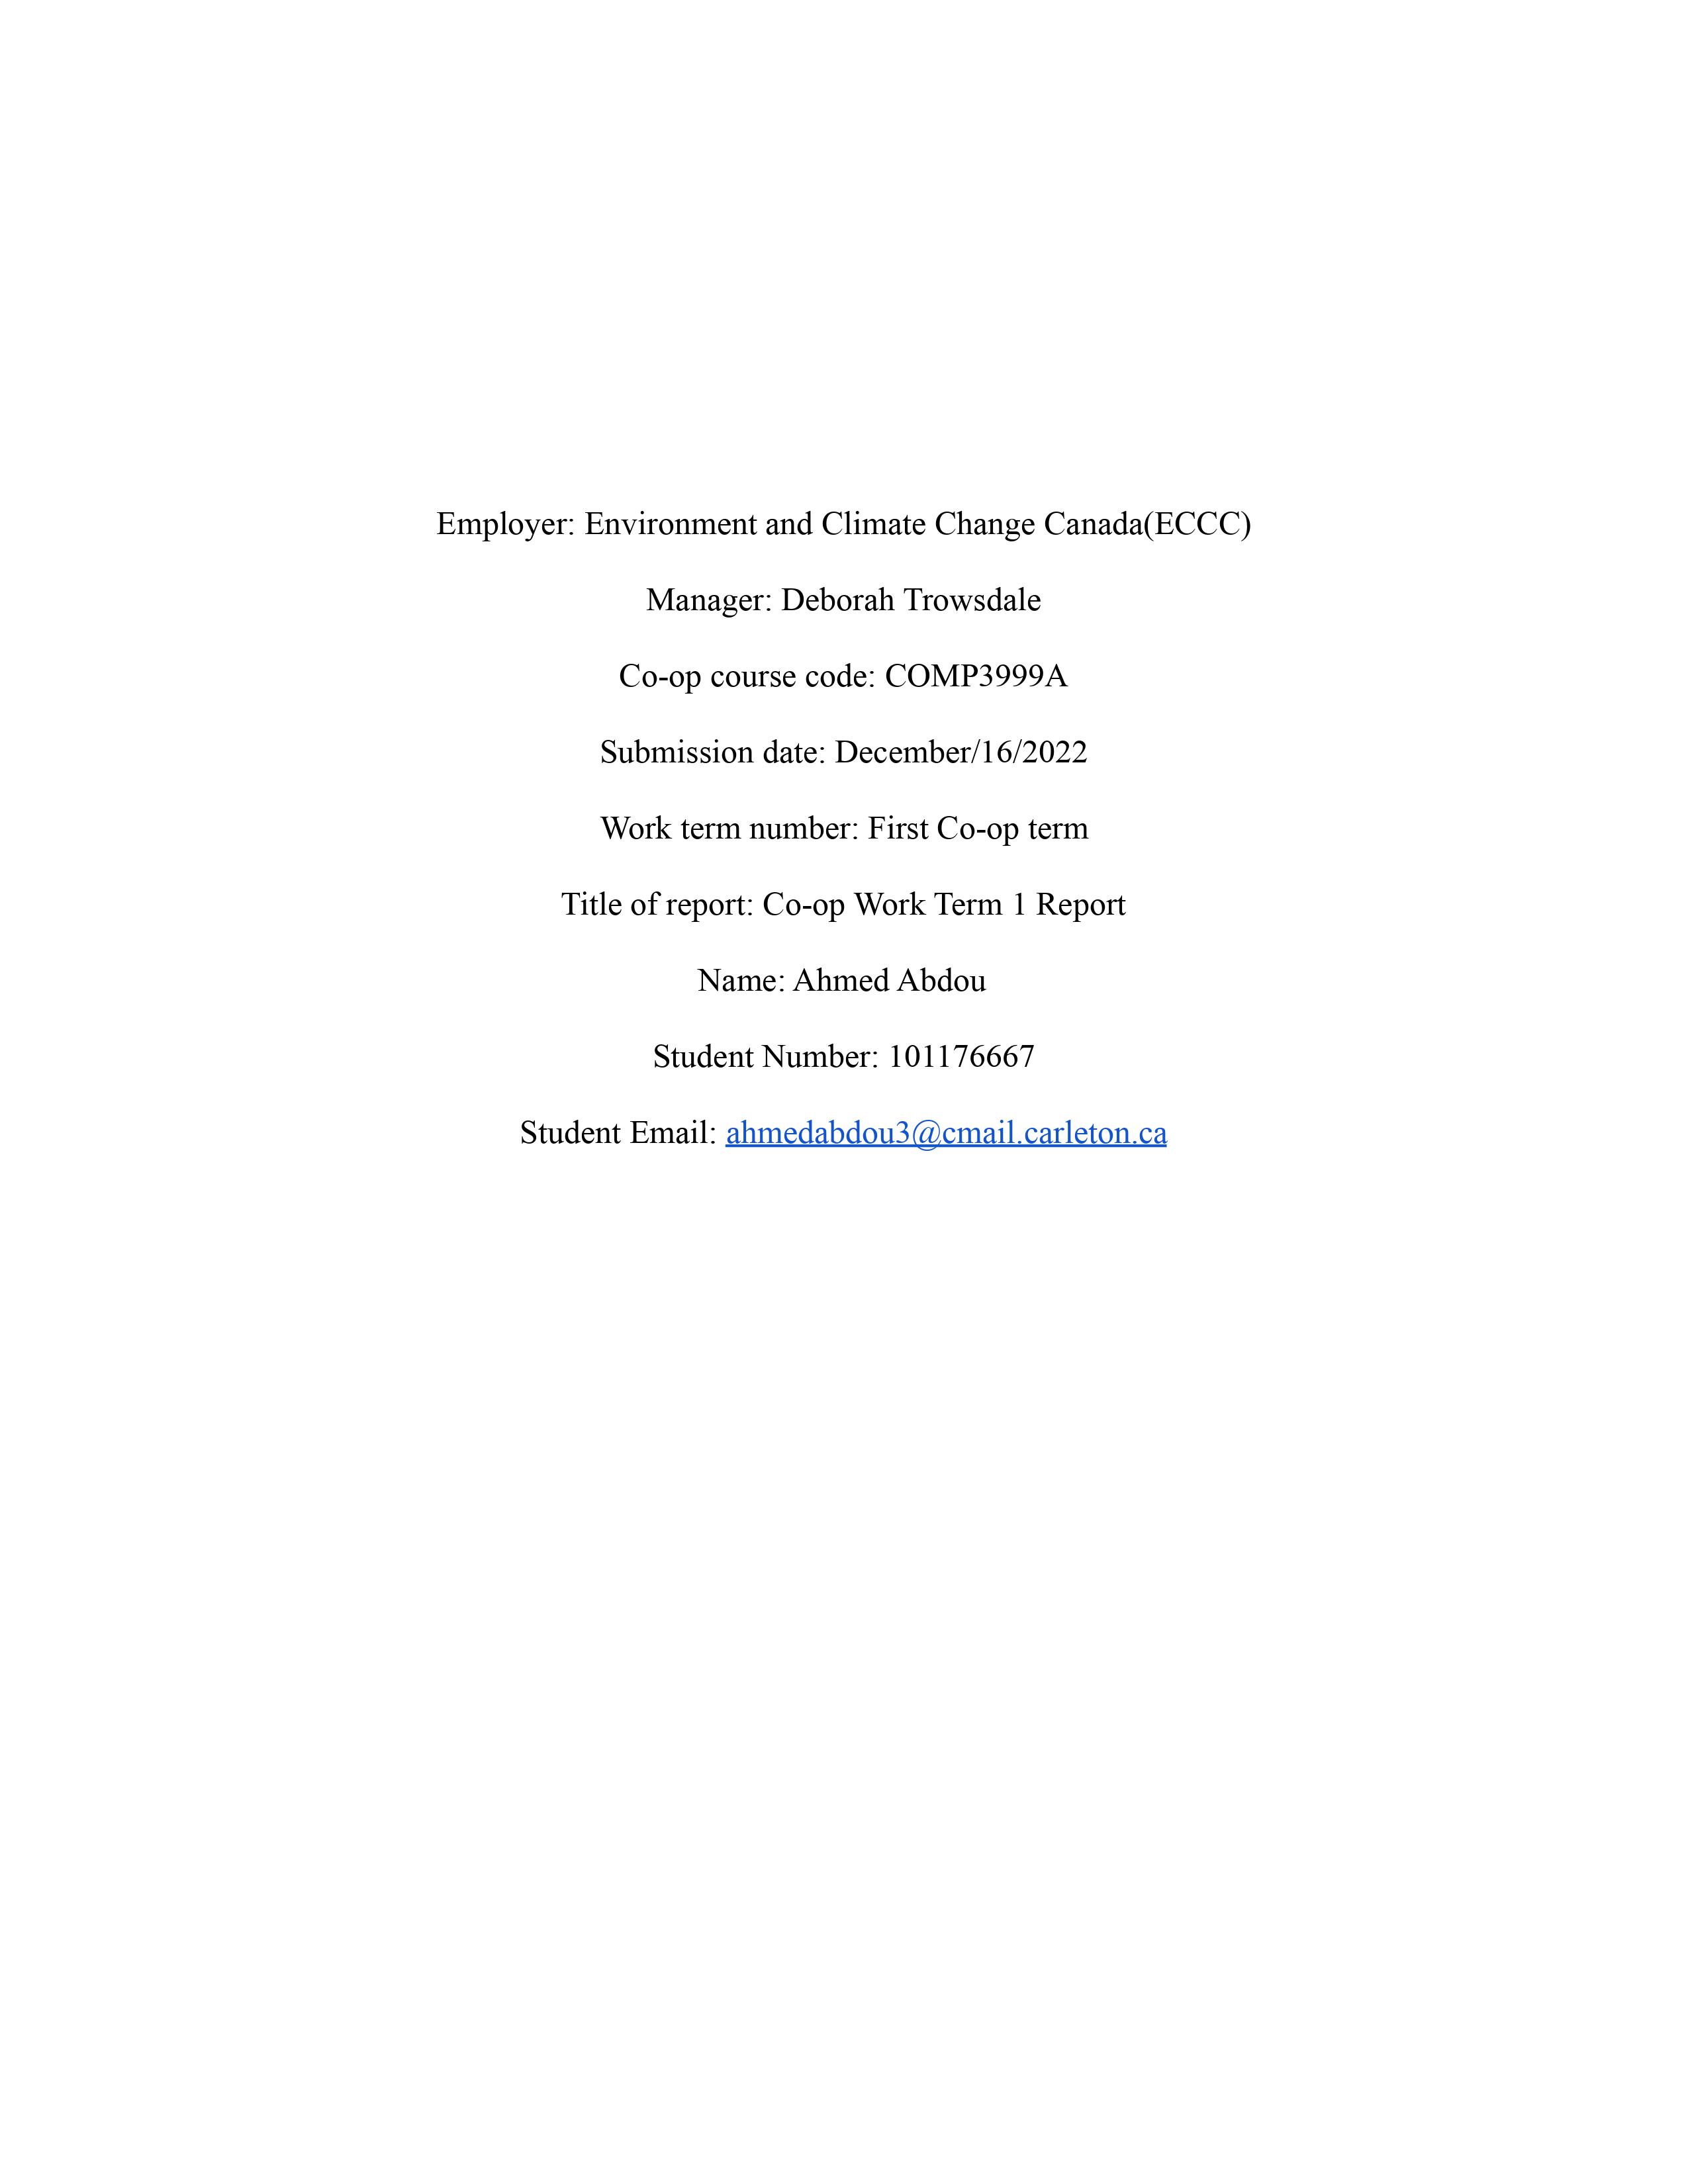 Employer: Environment and Climate Change Canada(ECCC)
Manager: Deborah Trowsdale
Co-op course code: COMP3999A
Submission date: December/16/2022
Work term number: First Co-op term
Title of report: Co-op Work Term 1 Report
Name: Ahmed Abdou
Student Number: 101176667
Student Email: ahmedabdou3@cmail.carleton.ca